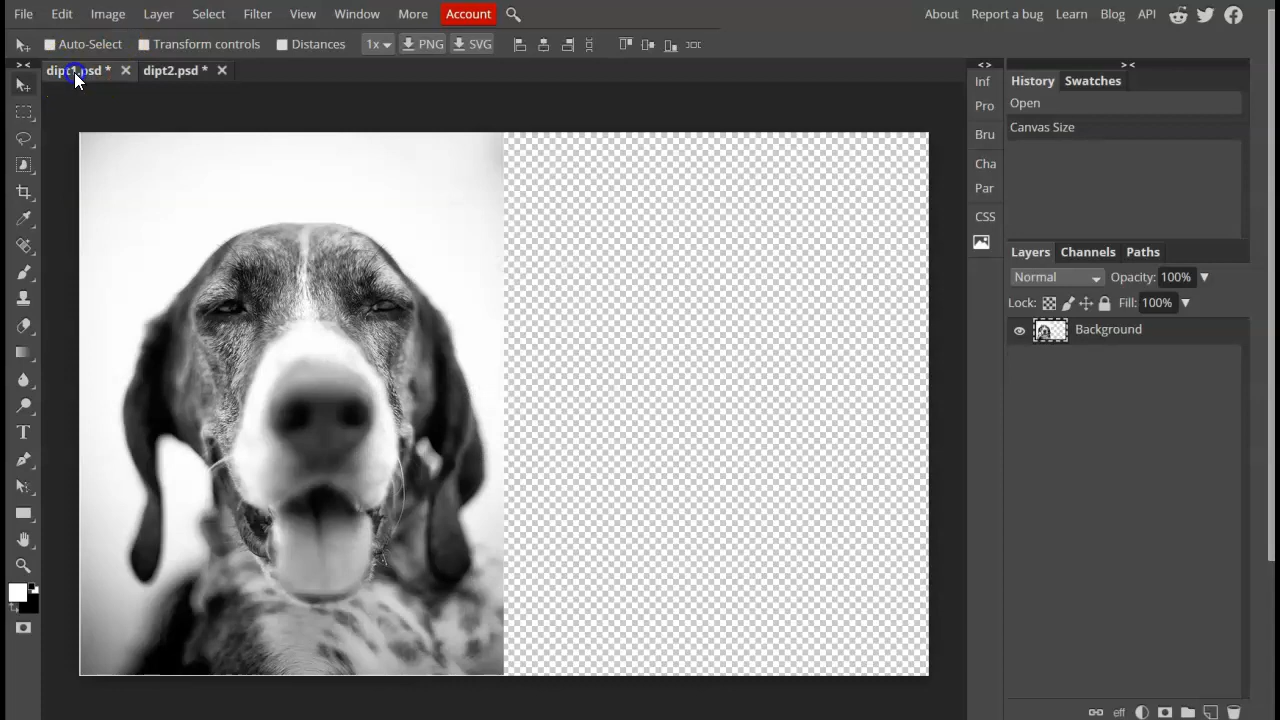 File Edit Image Layer Select Filter View Window More Account About Report a bug Learn Blog API
Auto-Select Transform controls Distances 1x PNG SVG
dipt1.psd * dipt2.psd *
Inf
Pro
Bru
Cha
Par
CSS
History Swatches
Open
Canvas Size
Layers Channels Paths
Normal Opacity: 100%
Lock: Fill: 100%
Background
eff